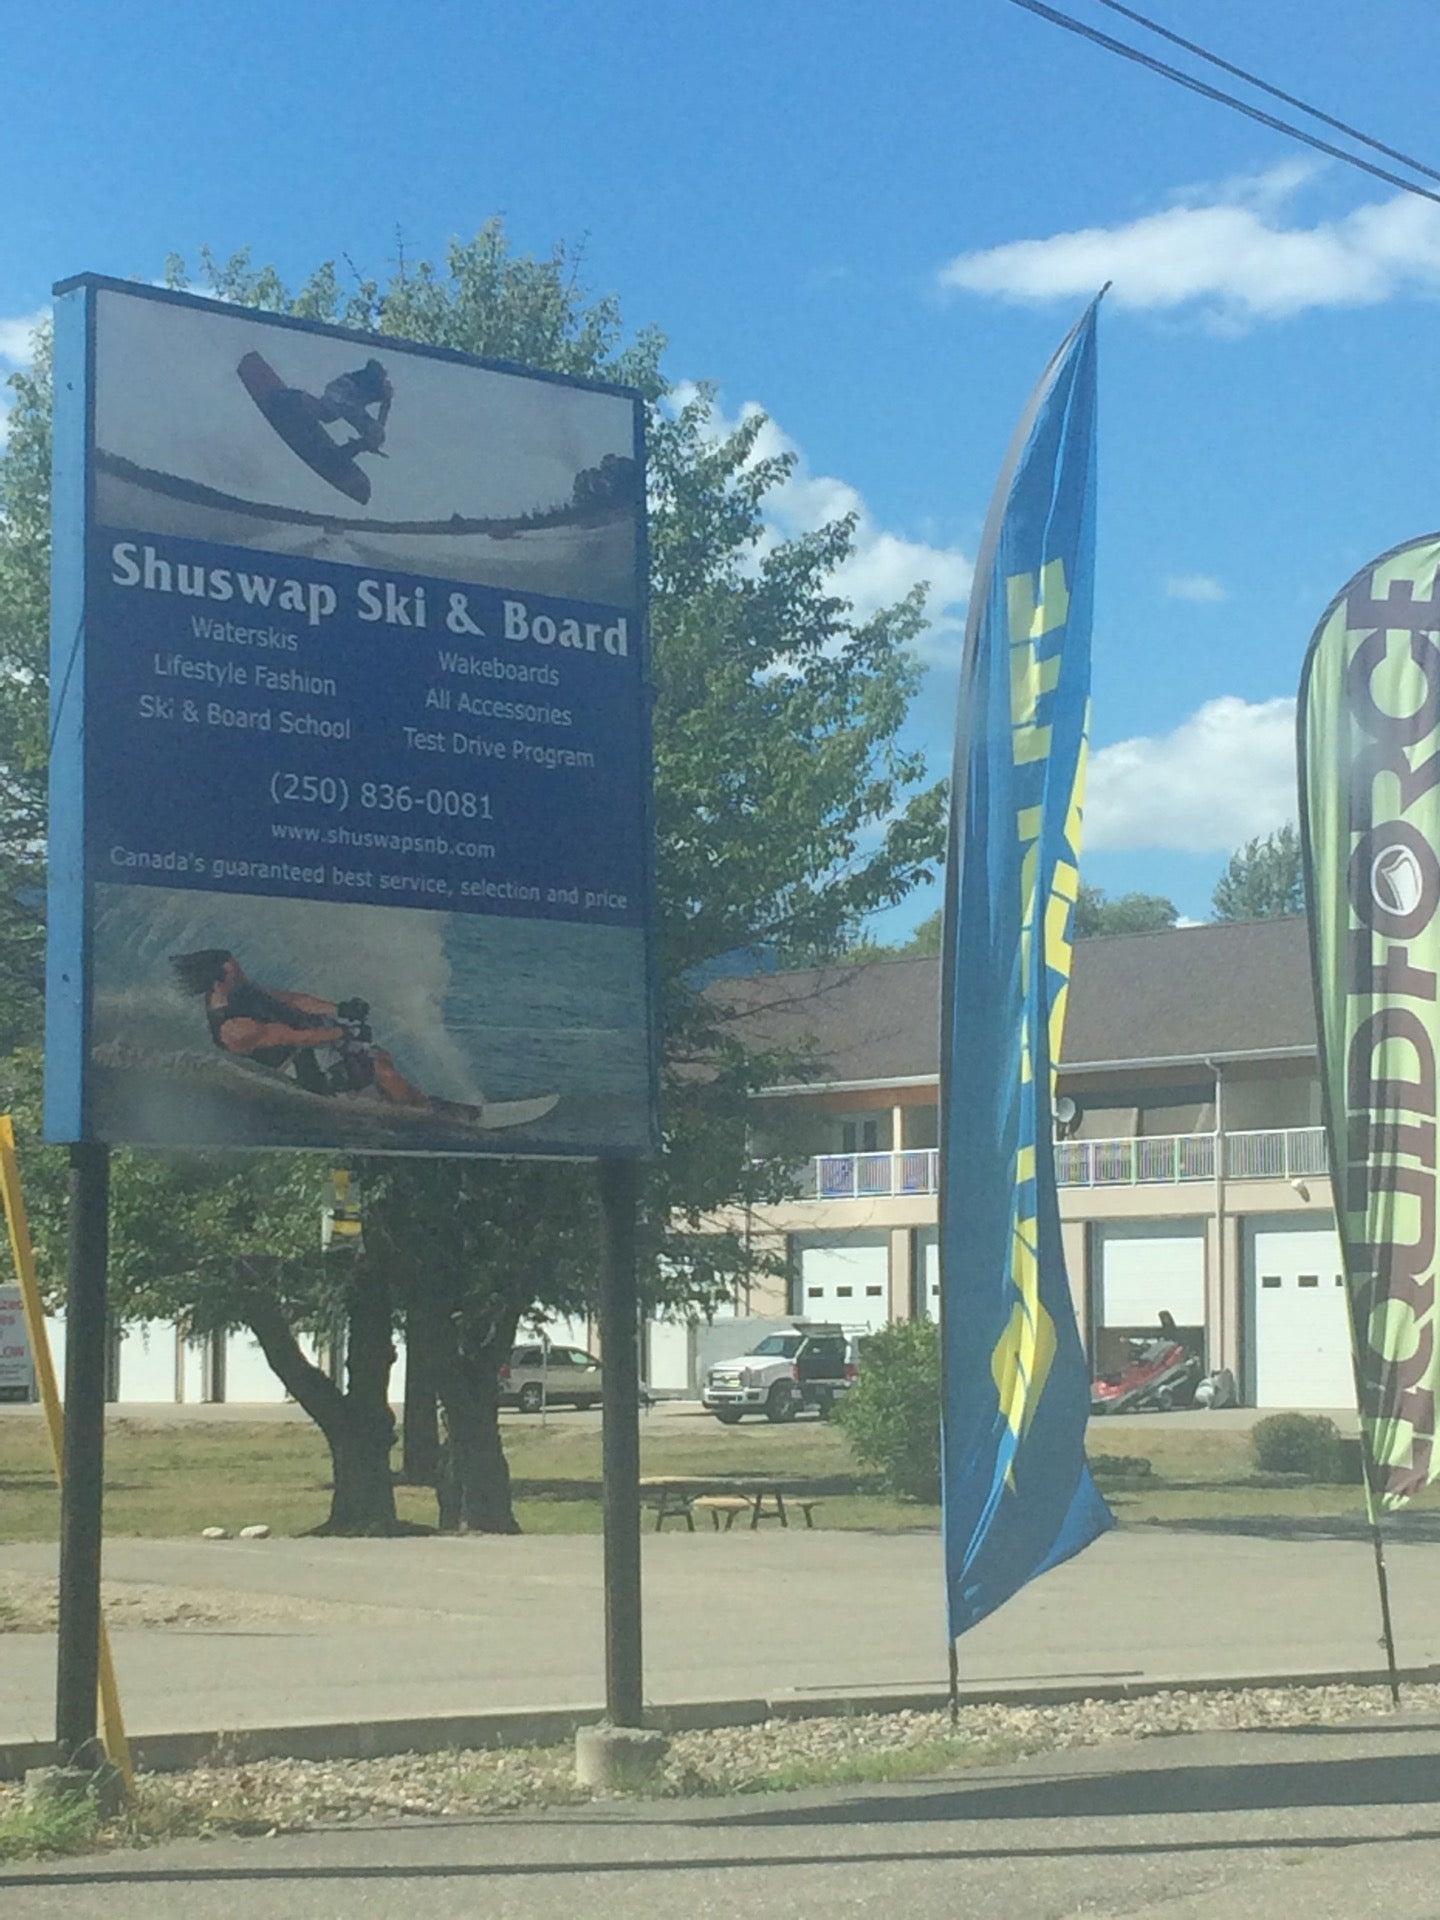 Shuswap Ski & Board
Waterskis
Wakeboards
Lifestyle Fashion
All Accessories
Ski & Board School
Test Drive Program
(250) 836-0081
www.shuswapsnb.com
Canada's guaranteed best service, selection and price
LIQUIDFORCE
LOW